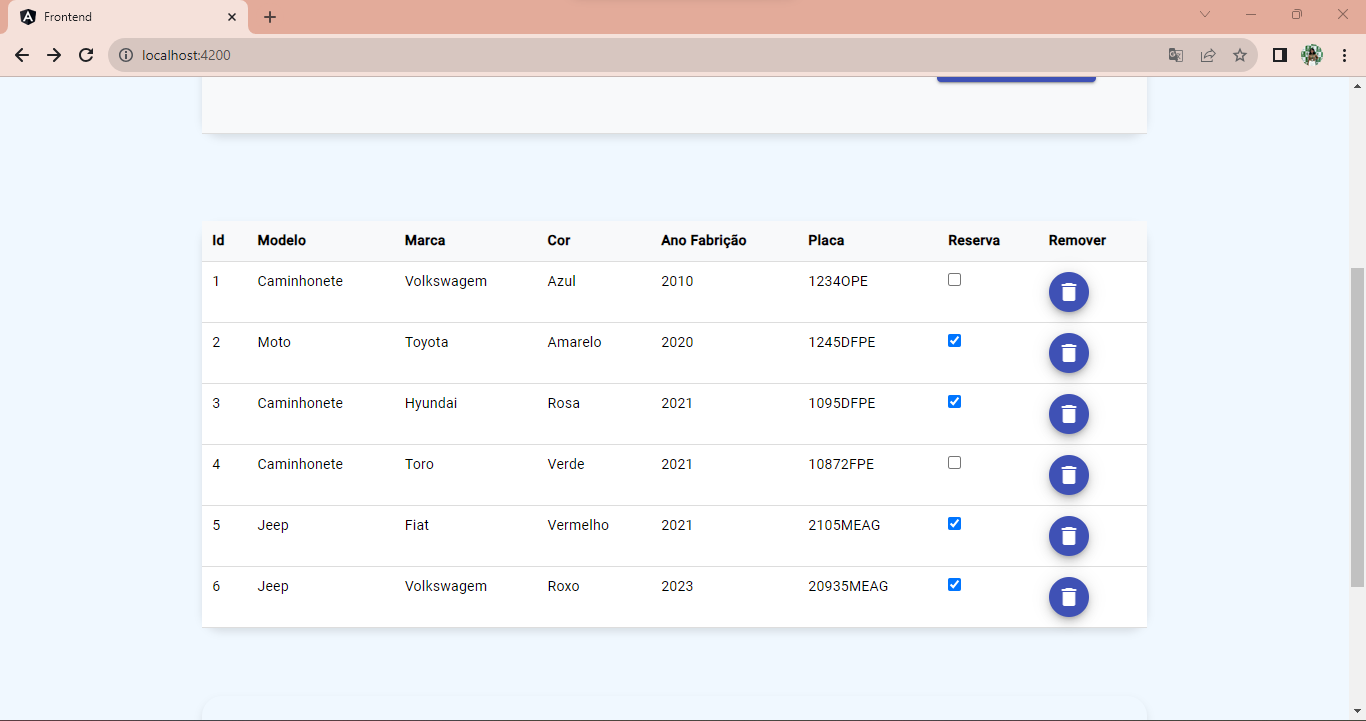 Frontend
localhost:4200
Id Modelo Marca Cor Ano Fabrição Placa Reserva Remover
1 Caminhonete Volkswagem Azul 2010 1234OPE
2 Moto Toyota Amarelo 2020 1245DFPE
3 Caminhonete Hyundai Rosa 2021 1095DFPE
4 Caminhonete Toro Verde 2021 10872FPE
5 Jeep Fiat Vermelho 2021 2105MEAG
6 Jeep Volkswagem Roxo 2023 20935MEAG